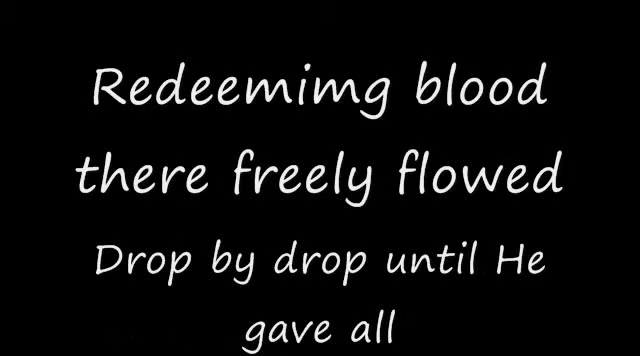 Redeemimg blood
there freely flowed
Drop by drop until He
gave all